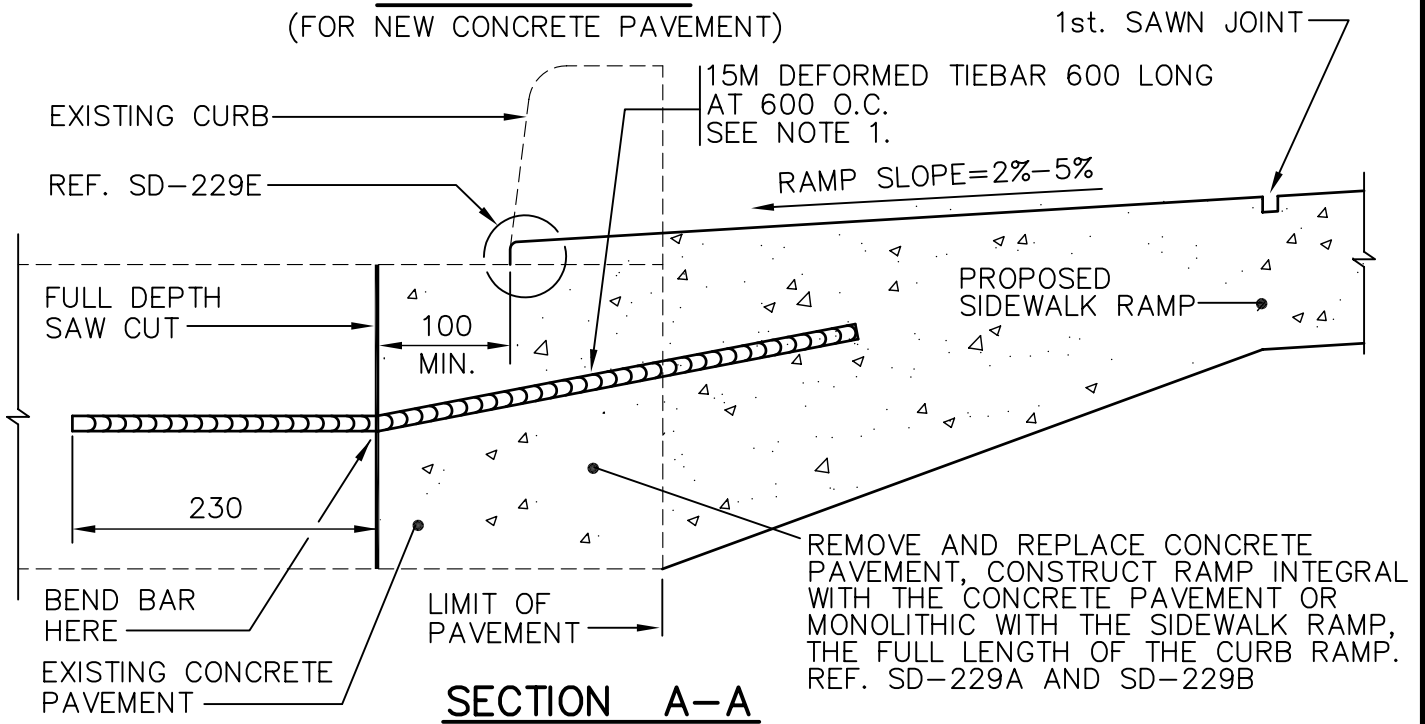 (FOR NEW CONCRETE PAVEMENT)
1st. SAWN JOINT
15M DEFORMED TIEBAR 600 LONG
AT 600 O.C.
SEE NOTE 1.
EXISTING CURB
REF. SD-229E
RAMP SLOPE=2%-5%
FULL DEPTH
SAW CUT
100
MIN.
PROPOSED
SIDEWALK RAMP
230
BEND BAR
HERE
LIMIT OF
PAVEMENT
EXISTING CONCRETE
PAVEMENT
REMOVE AND REPLACE CONCRETE
PAVEMENT, CONSTRUCT RAMP INTEGRAL
WITH THE CONCRETE PAVEMENT OR
MONOLITHIC WITH THE SIDEWALK RAMP,
THE FULL LENGTH OF THE CURB RAMP.
REF. SD-229A AND SD-229B
SECTION A-A